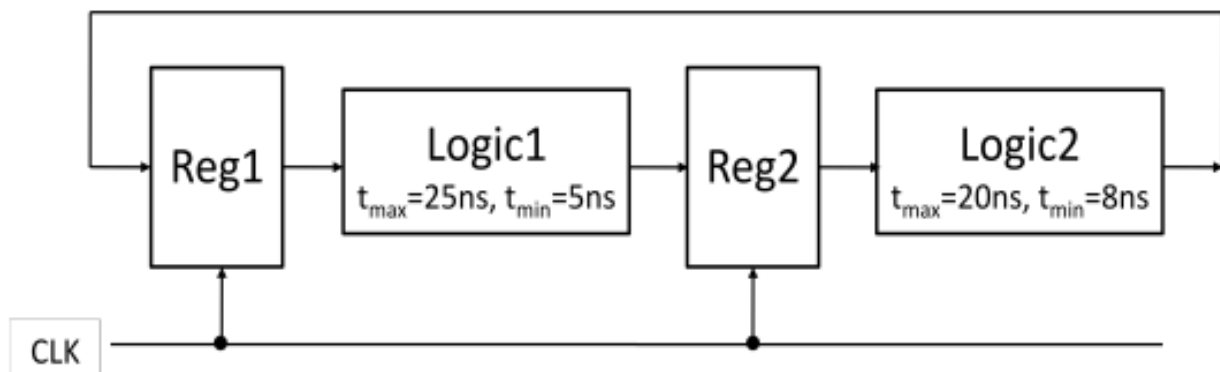 Reg1
Logic1
t_max=25ns, t_min=5ns
Reg2
Logic2
t_max=20ns, t_min=8ns
CLK